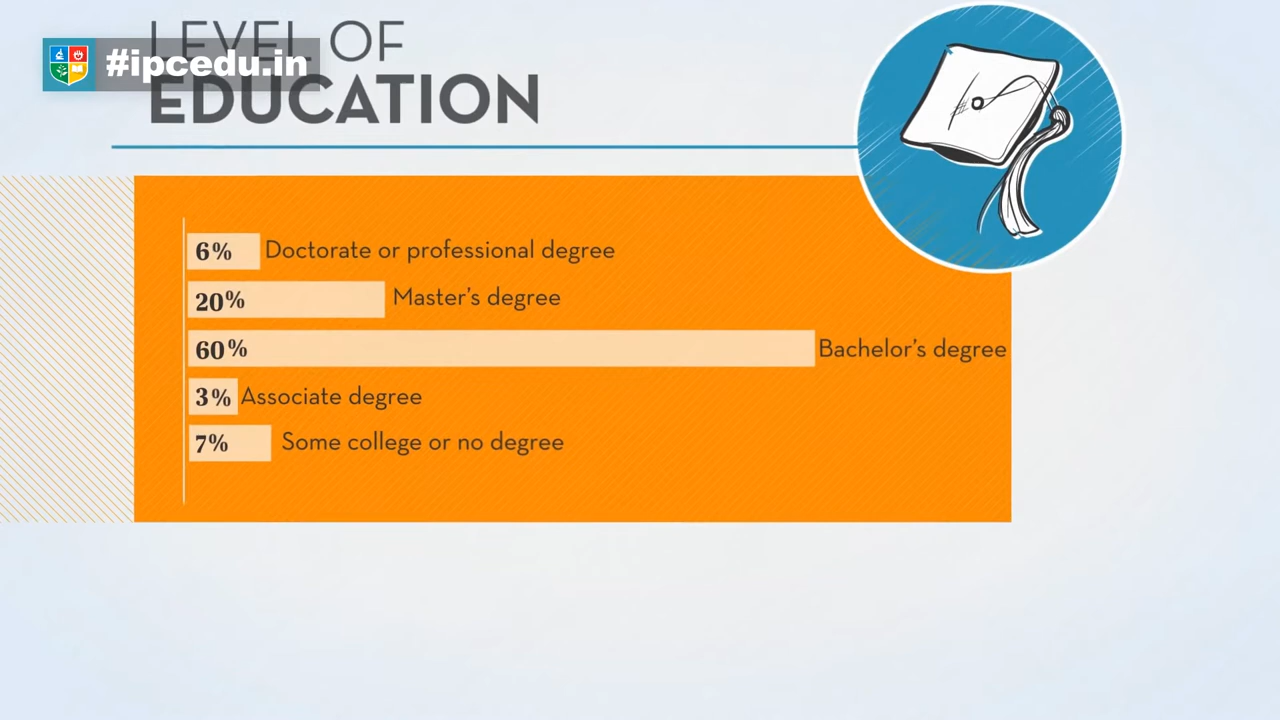 LEVEL OF
#ipcedu.in
EDUCATION
6% Doctorate or professional degree
20% Master's degree
60% Bachelor's degree
3% Associate degree
7% Some college or no degree